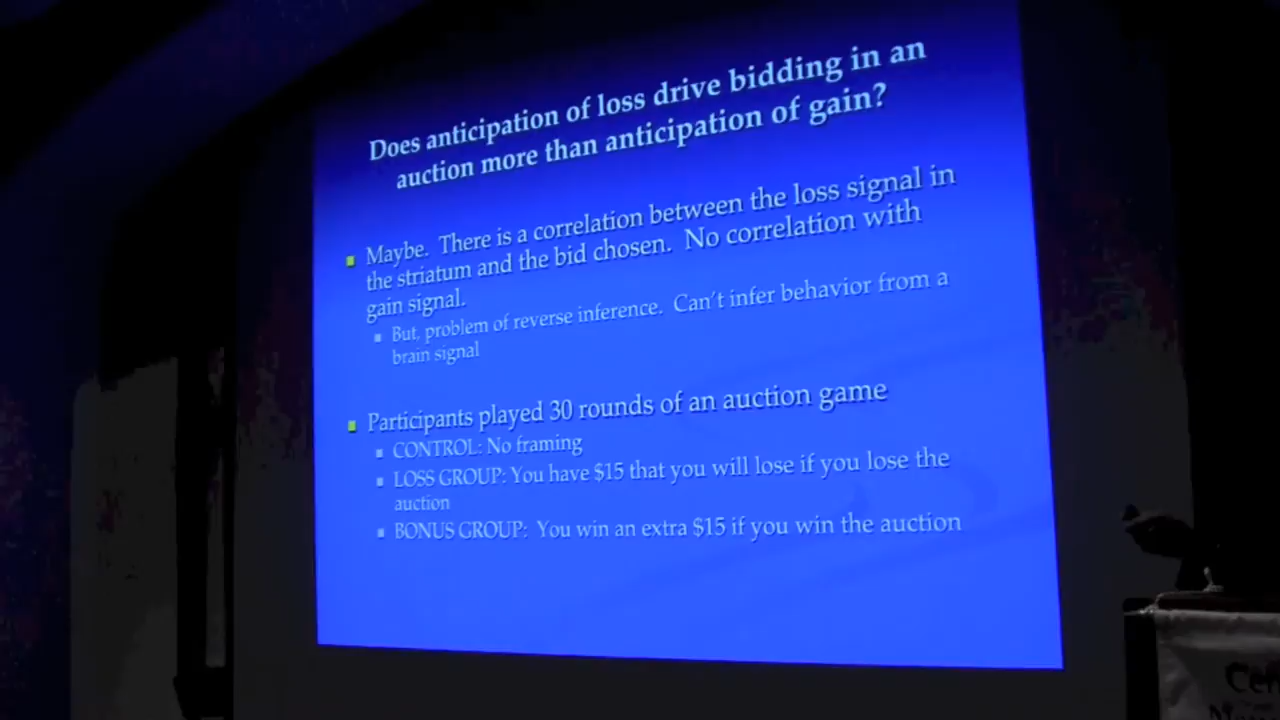 Does anticipation of loss drive bidding in an
auction more than anticipation of gain?
Maybe. There is a correlation between the loss signal in
the striatum and the bid chosen. No correlation with
gain signal.
But, problem of reverse inference. Can't infer behavior from a
brain signal
Participants played 30 rounds of an auction game
CONTROL: No framing
LOSS GROUP: You have $15 that you will lose if you lose the
auction
BONUS GROUP: You win an extra $15 if you win the auction